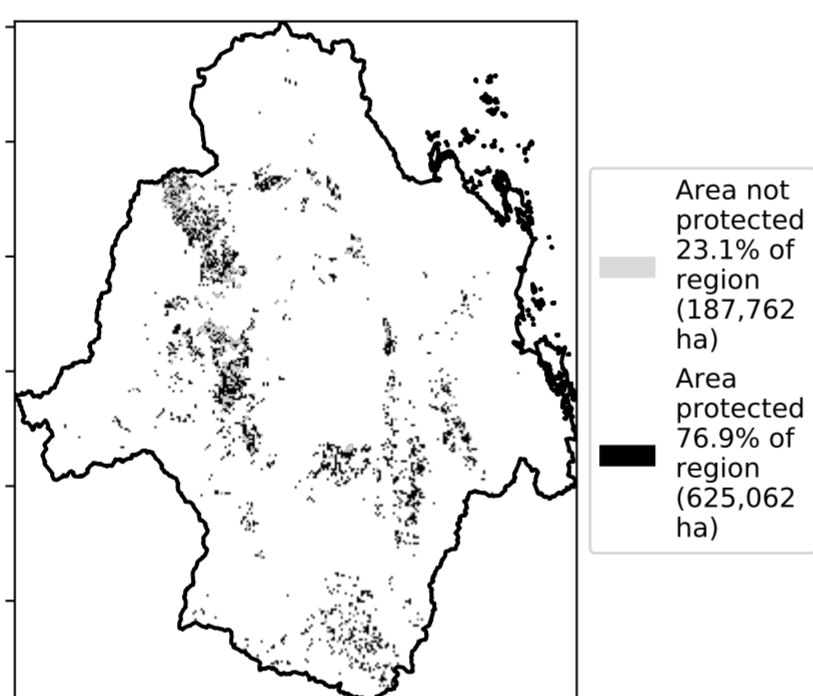 Area not
protected
23.1% of
region
(187,762
ha)
Area
protected
76.9% of
region
(625,062
ha)